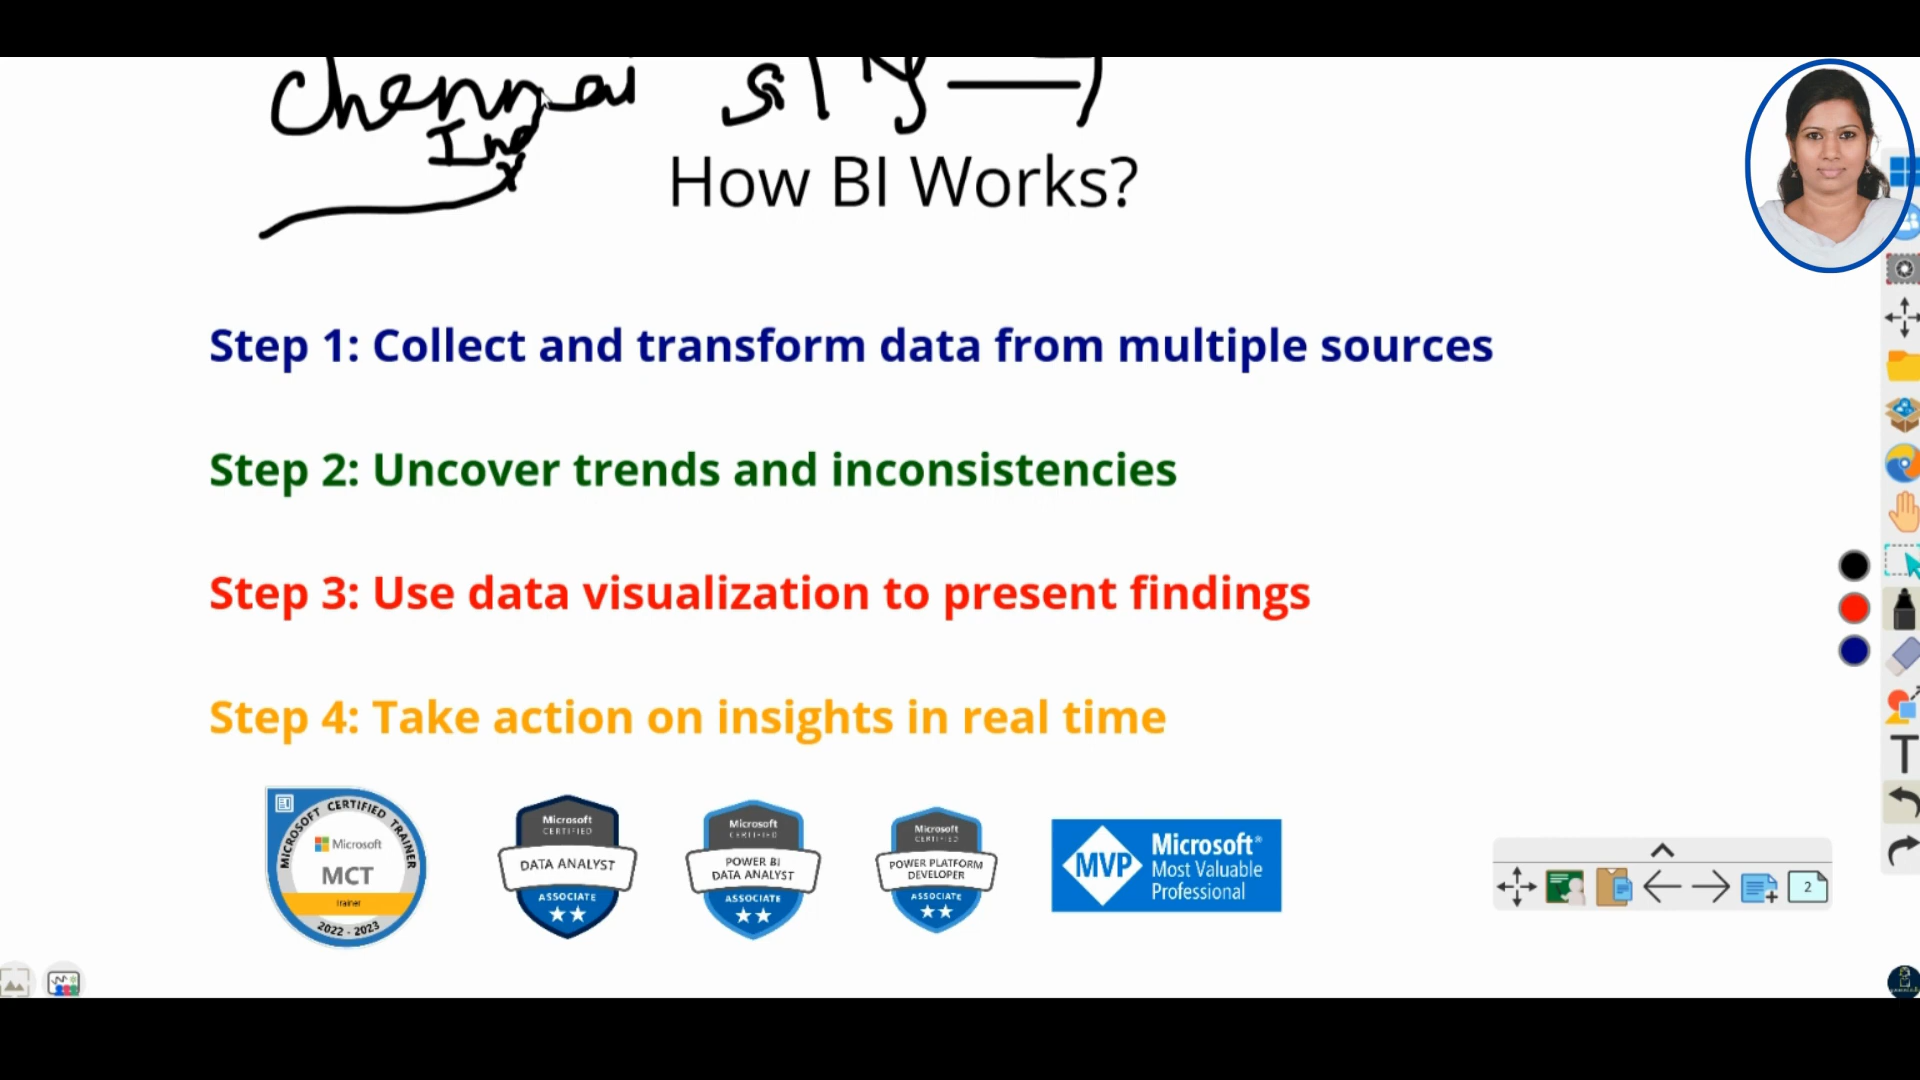 Chennai
How BI Works?
Step 1: Collect and transform data from multiple sources
Step 2: Uncover trends and inconsistencies
Step 3: Use data visualization to present findings
Step 4: Take action on insights in real time
MICROSOFT CERTIFIED TRAINER
Microsoft
MCT
Trainer
2022 - 2023
Microsoft
CERTIFIED
DATA ANALYST
ASSOCIATE
Microsoft
CERTIFIED
POWER BI
DATA ANALYST
ASSOCIATE
Microsoft
CERTIFIED
POWER PLATFORM
DEVELOPER
ASSOCIATE
MVP
Microsoft®
Most Valuable
Professional
T
2